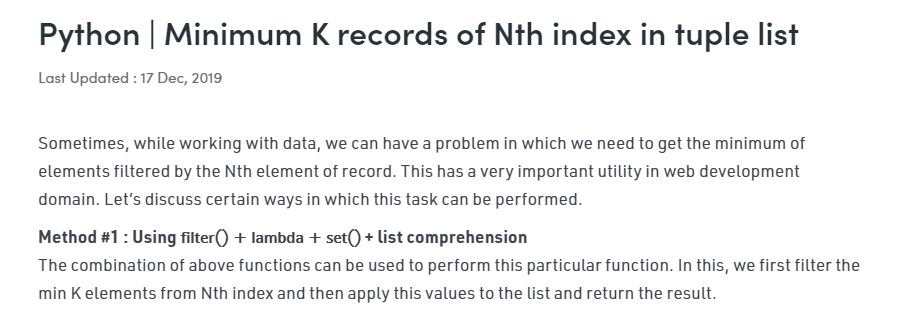 Python | Minimum K records of Nth index in tuple list
Last Updated : 17 Dec, 2019
Sometimes, while working with data, we can have a problem in which we need to get the minimum of
elements filtered by the Nth element of record. This has a very important utility in web development
domain. Let's discuss certain ways in which this task can be performed.
Method #1 : Using filter() + lambda + set() + list comprehension
The combination of above functions can be used to perform this particular function. In this, we first filter the
min K elements from Nth index and then apply this values to the list and return the result.